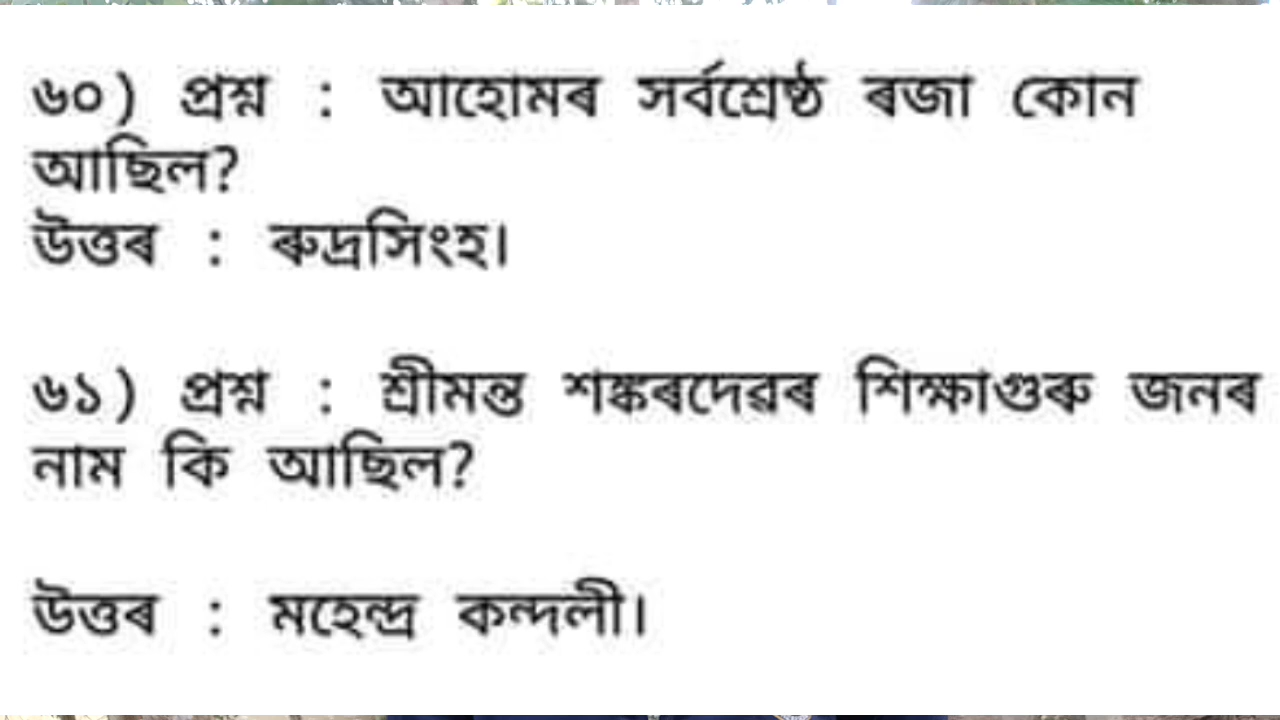 ৬০) প্ৰশ্ন : আহোমৰ সৰ্বশ্ৰেষ্ঠ ৰজা কোন
আছিল?
উত্তৰ : ৰুদ্ৰসিংহ।
৬১) প্ৰশ্ন : শ্ৰীমন্ত শঙ্কৰদেৱৰ শিক্ষাগুৰু জনৰ
নাম কি আছিল?
উত্তৰ : মহেন্দ্ৰ কন্দলী।